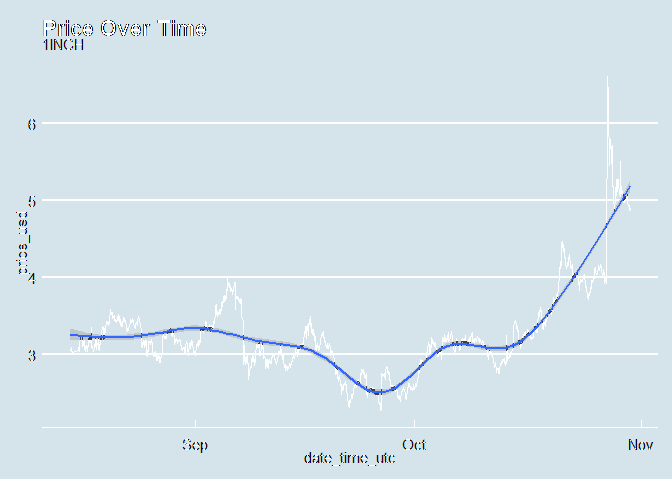 Price Over Time
1INCH
6
5
4
3
price_usd
Sep Oct Nov
date_time_utc